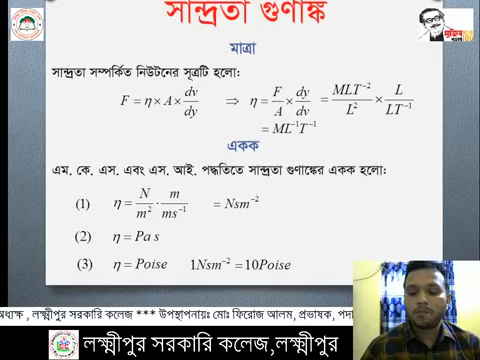 সান্দ্রতা গুণাঙ্ক
মাত্রা
সান্দ্রতা সম্পর্কিত নিউটনের সূত্রটি হলো:
F = η × A × dv/dy ⇒ η = F/A × dy/dv = MLT⁻²/L² × L/LT⁻¹
= ML⁻¹T⁻¹
একক
এম. কে. এস. এবং এস. আই. পদ্ধতিতে সান্দ্রতা গুণাঙ্কের একক হলো:
(1) η = N/m² · m/ms⁻¹ = Nsm⁻²
(2) η = Pa s
(3) η = Poise 1Nsm⁻² = 10Poise
অধ্যক্ষ , লক্ষ্মীপুর সরকারি কলেজ *** উপস্থাপনায়ঃ মোঃ ফিরোজ আলম, প্রভাষক, পদা
লক্ষ্মীপুর সরকারি কলেজ,লক্ষ্মীপুর